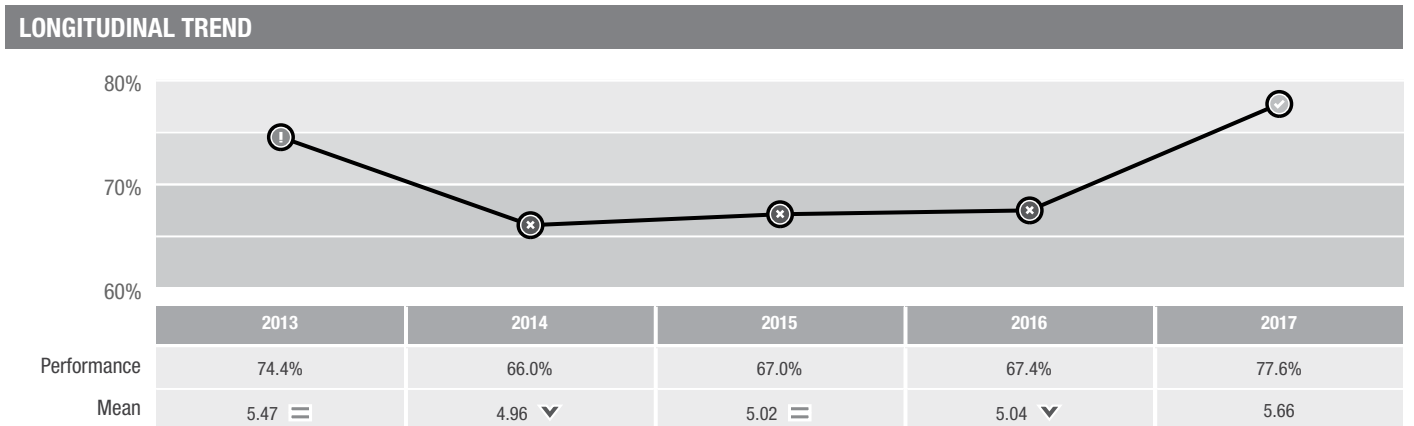 LONGITUDINAL TREND
80%
70%
60%
2013 2014 2015 2016 2017
Performance 74.4% 66.0% 67.0% 67.4% 77.6%
Mean 5.47 4.96 5.02 5.04 5.66